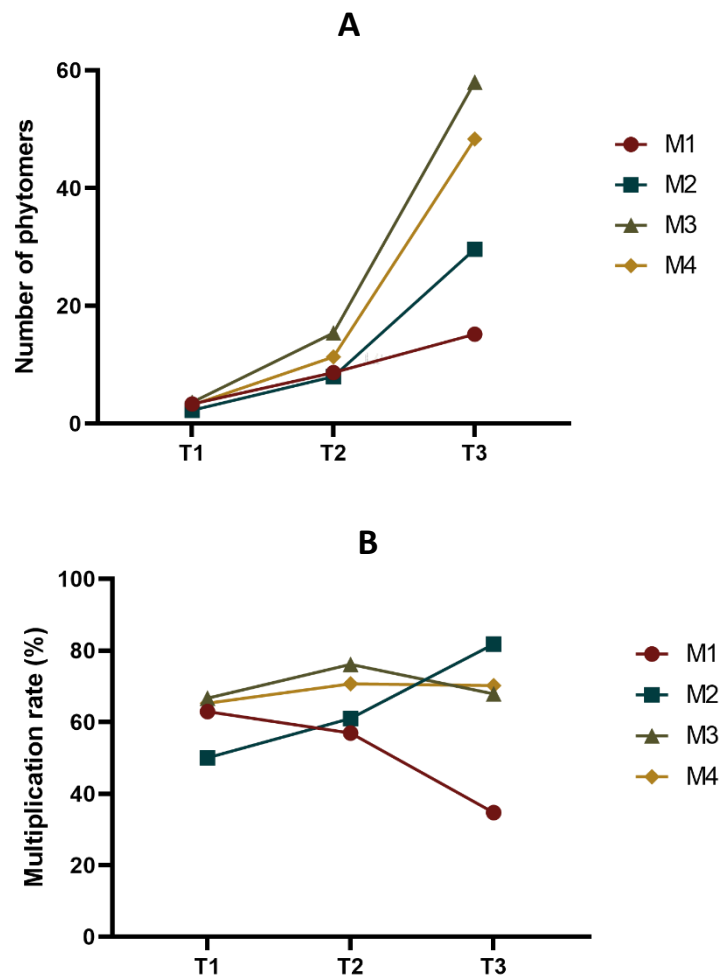 A
Number of phytomers
60
40
20
0
T1 T2 T3
M1
M2
M3
M4
B
Multiplication rate (%)
100
80
60
40
20
0
T1 T2 T3
M1
M2
M3
M4